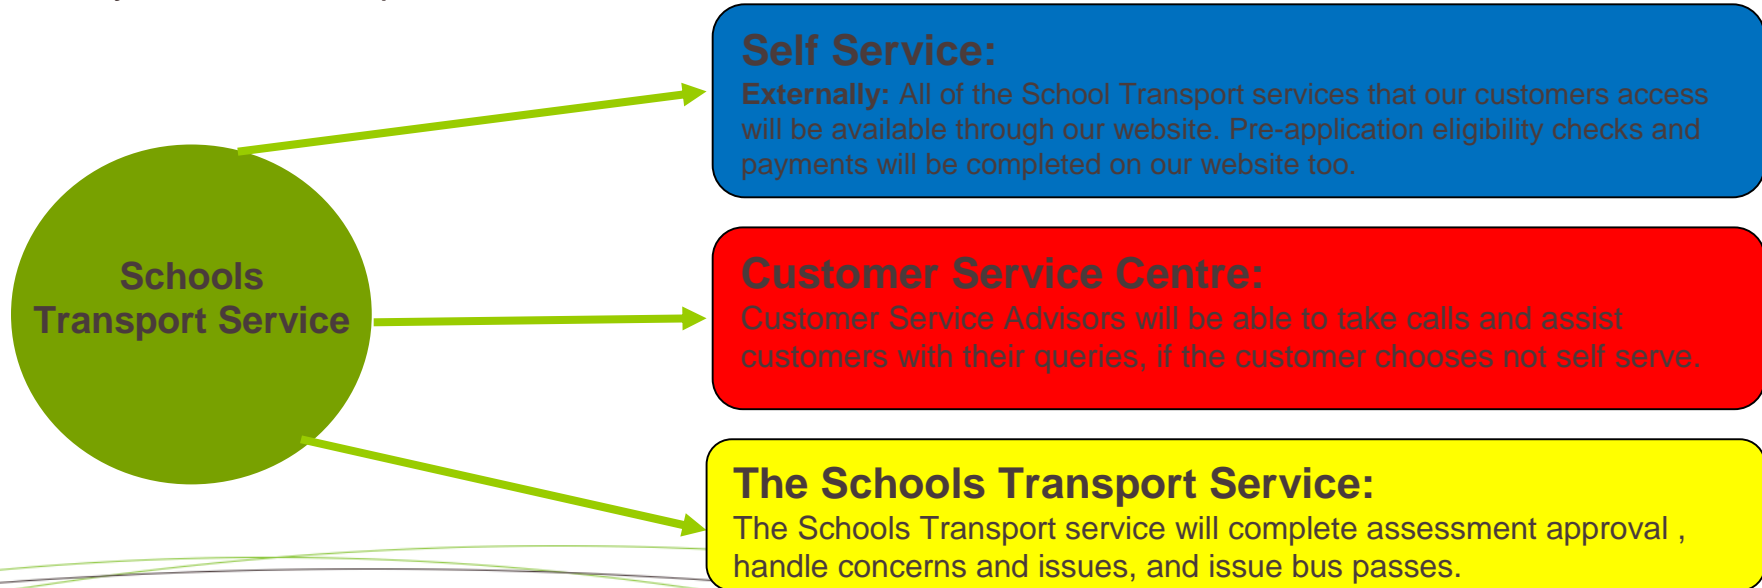 Schools
Transport Service
Self Service:
Externally: All of the School Transport services that our customers access
will be available through our website. Pre-application eligibility checks and
payments will be completed on our website too.
Customer Service Centre:
Customer Service Advisors will be able to take calls and assist
customers with their queries, if the customer chooses not self serve.
The Schools Transport Service:
The Schools Transport service will complete assessment approval ,
handle concerns and issues, and issue bus passes.